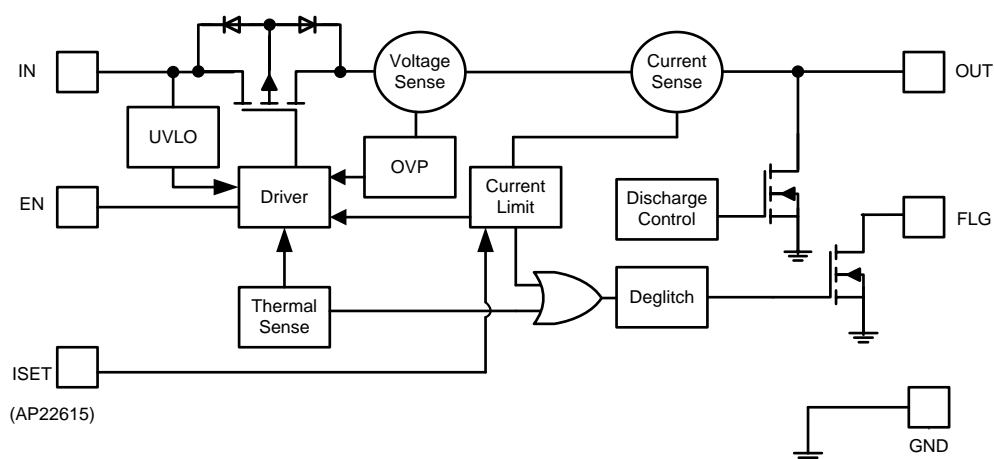 IN
Voltage
Sense
Current
Sense
OUT
UVLO
OVP
EN
Driver
Current
Limit
Discharge
Control
FLG
Thermal
Sense
Deglitch
ISET
(AP22615)
GND